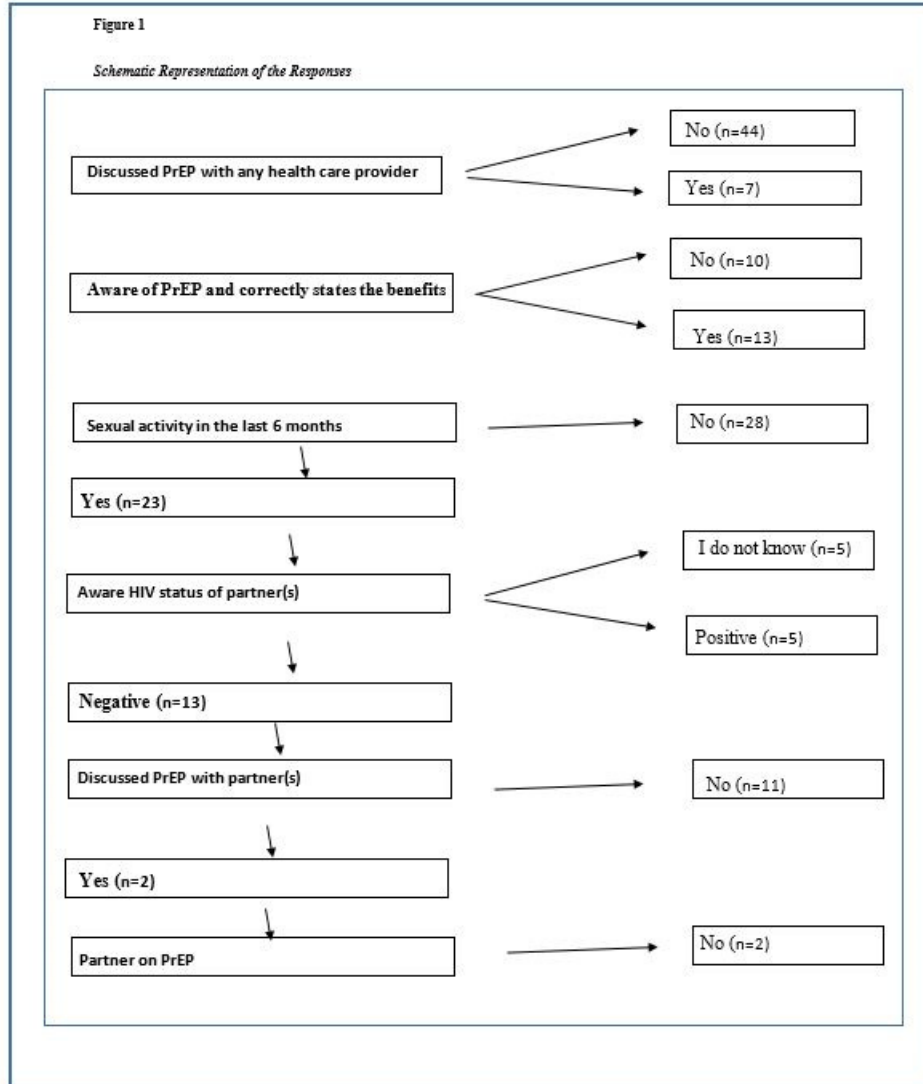 Figure 1
Schematic Representation of the Responses
No (n=44)
Discussed PrEP with any health care provider
Yes (n=7)
No (n=10)
Aware of PrEP and correctly states the benefits
Yes (n=13)
Sexual activity in the last 6 months
No (n=28)
Yes (n=23)
I do not know (n=5)
Aware HIV status of partner(s)
Positive (n=5)
Negative (n=13)
Discussed PrEP with partner(s)
No (n=11)
Yes (n=2)
Partner on PrEP
No (n=2)